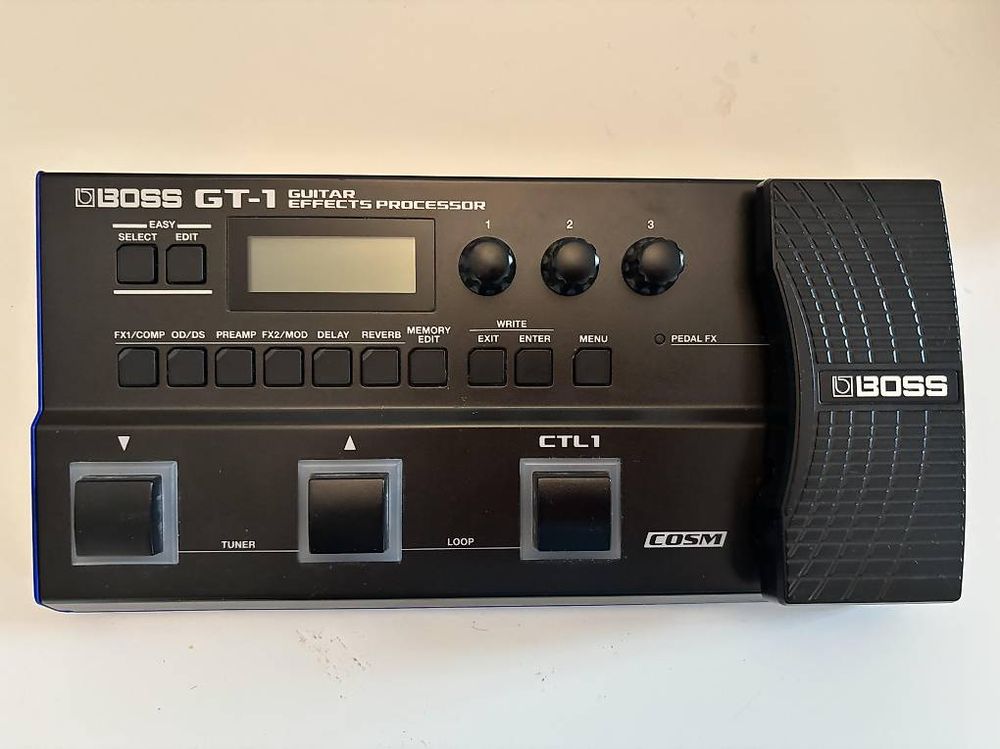 BOSS GT-1 GUITAR EFFECTS PROCESSOR
EASY
SELECT EDIT
1 2 3
FX1/COMP OD/DS PREAMP FX2/MOD DELAY REVERB MEMORY EDIT
WRITE
EXIT ENTER MENU
PEDAL FX
BOSS
▼ ▲ CTL1
TUNER LOOP
COSM